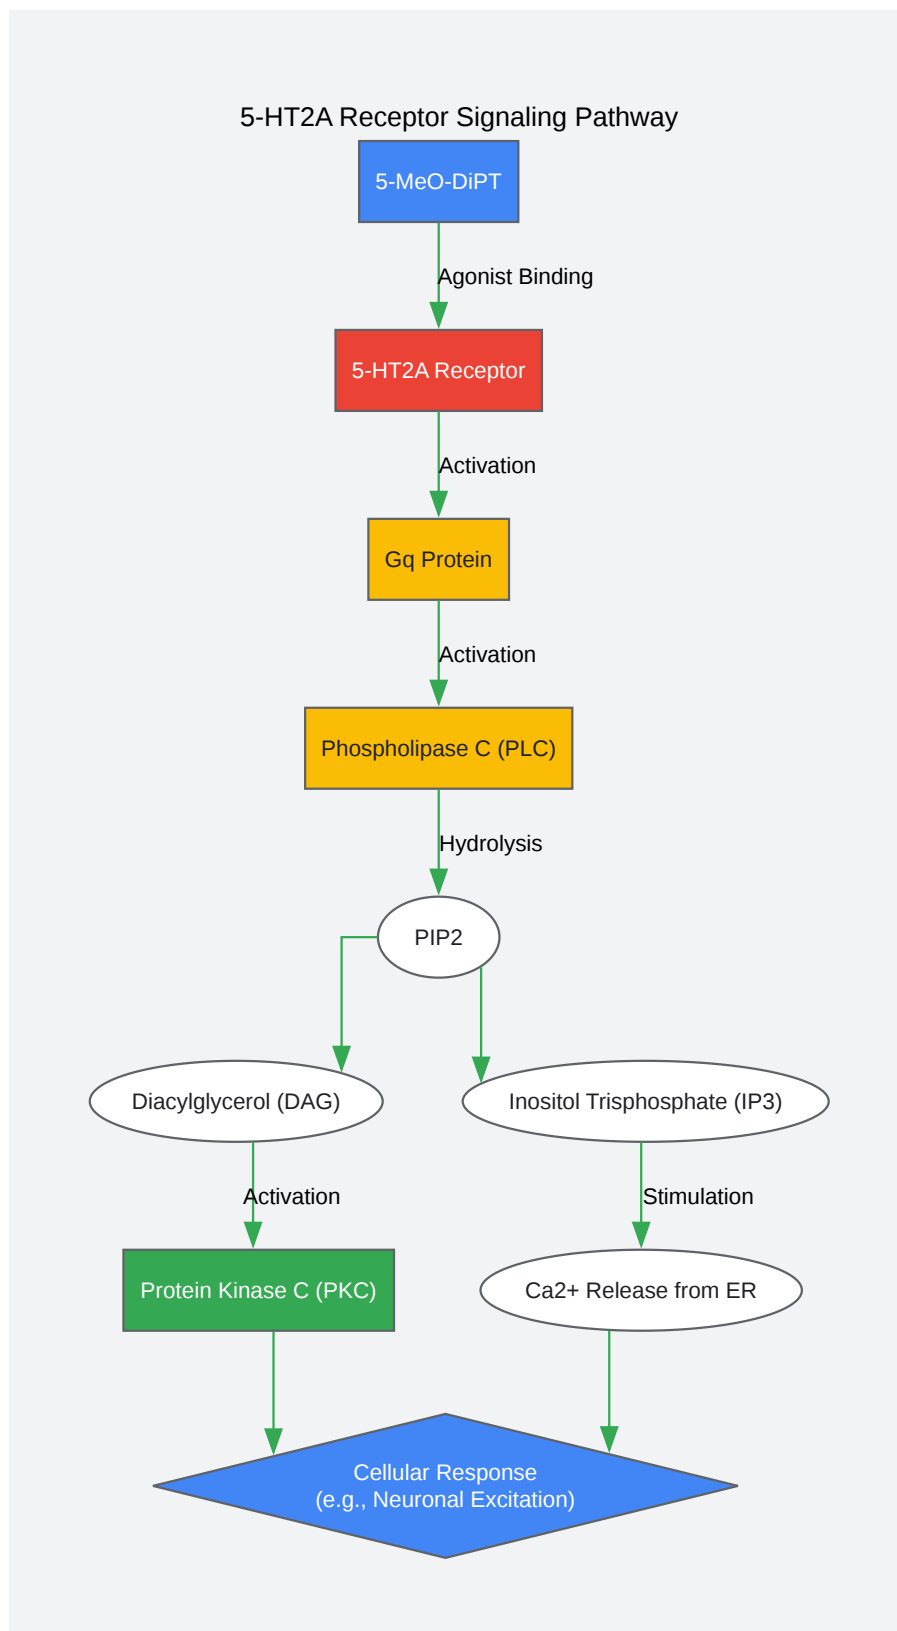 5-HT2A Receptor Signaling Pathway
5-MeO-DiPT
Agonist Binding
5-HT2A Receptor
Activation
Gq Protein
Activation
Phospholipase C (PLC)
Hydrolysis
PIP2
Diacylglycerol (DAG)
Inositol Trisphosphate (IP3)
Activation
Stimulation
Protein Kinase C (PKC)
Ca2+ Release from ER
Cellular Response
(e.g., Neuronal Excitation)